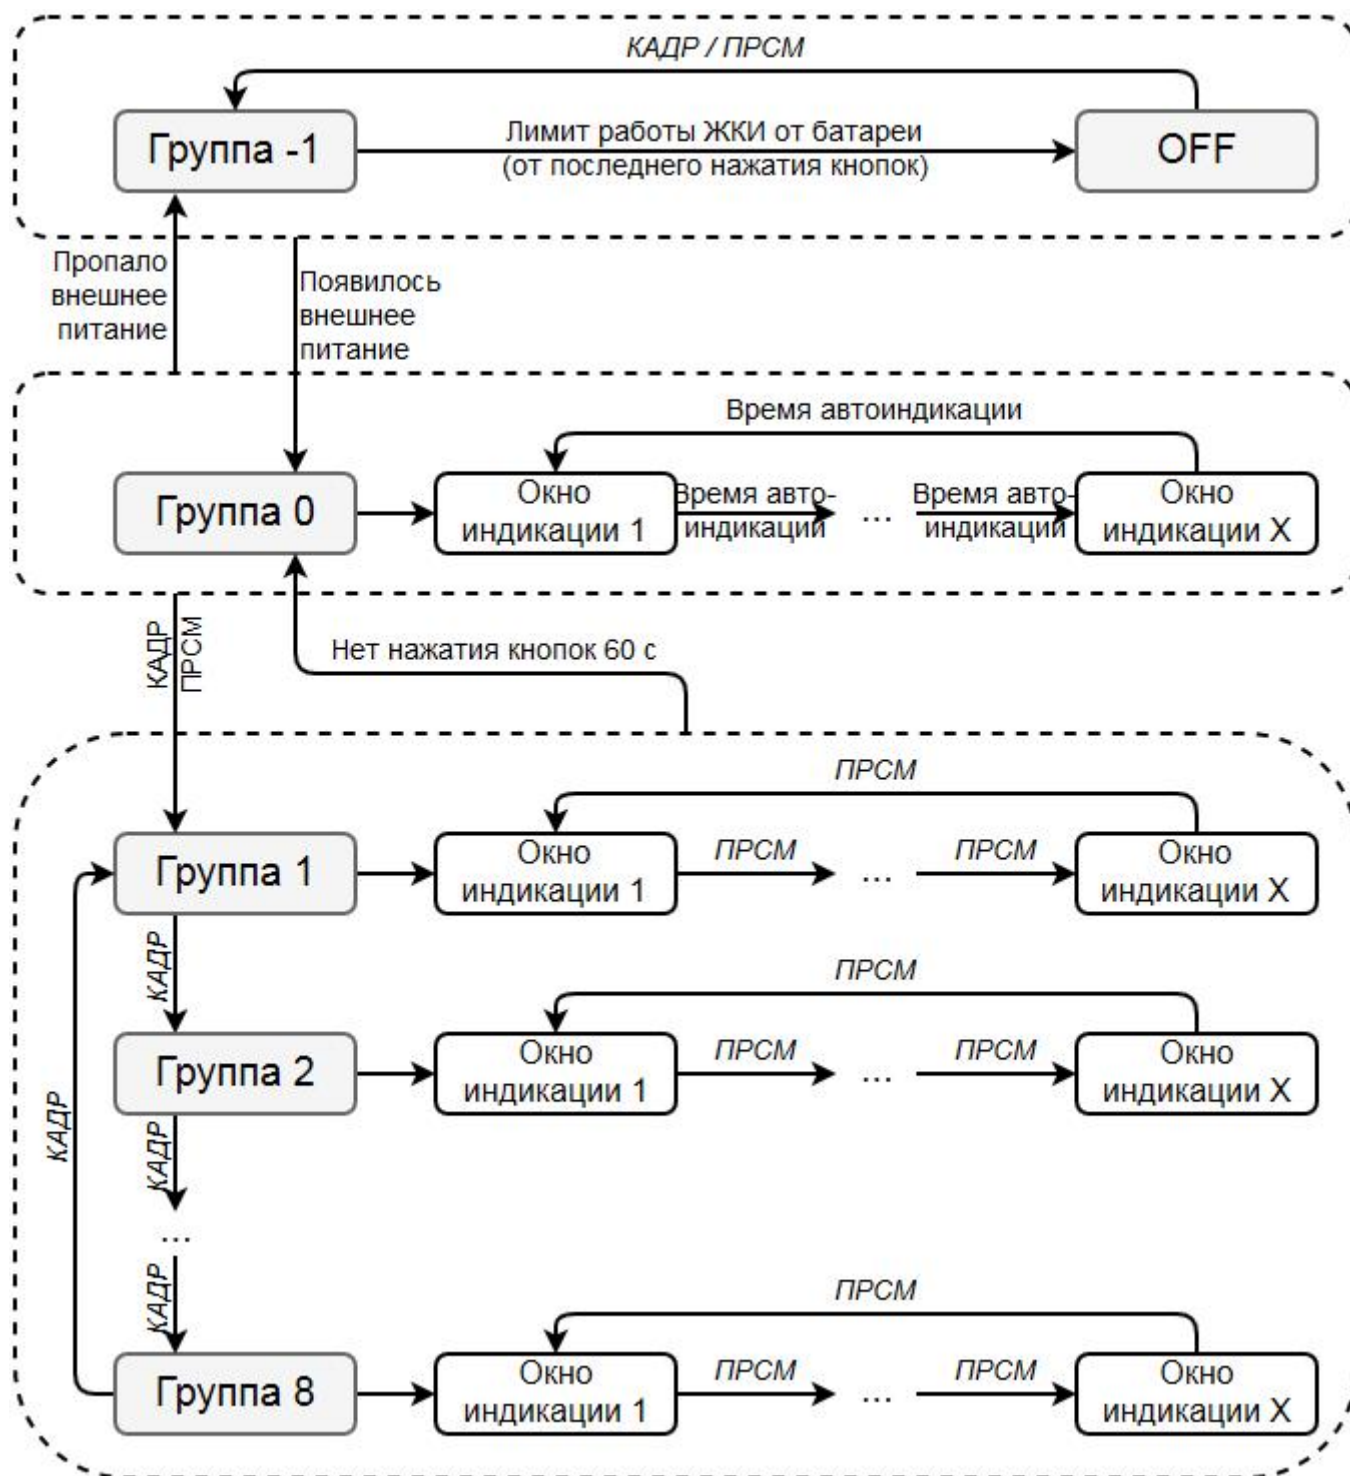 КАДР / ПРСМ
Группа -1
Лимит работы ЖКИ от батареи
(от последнего нажатия кнопок)
OFF
Пропало
внешнее
питание
Появилось
внешнее
питание
Время автоиндикации
Группа 0
Окно
индикации 1
Время авто-
индикации
...
Время авто-
индикации
Окно
индикации X
КАДР
ПРСМ
Нет нажатия кнопок 60 с
ПРСМ
Группа 1
Окно
индикации 1
ПРСМ
...
ПРСМ
Окно
индикации X
КАДР
ПРСМ
Группа 2
Окно
индикации 1
ПРСМ
...
ПРСМ
Окно
индикации X
КАДР
КАДР
...
КАДР
ПРСМ
Группа 8
Окно
индикации 1
ПРСМ
...
ПРСМ
Окно
индикации X